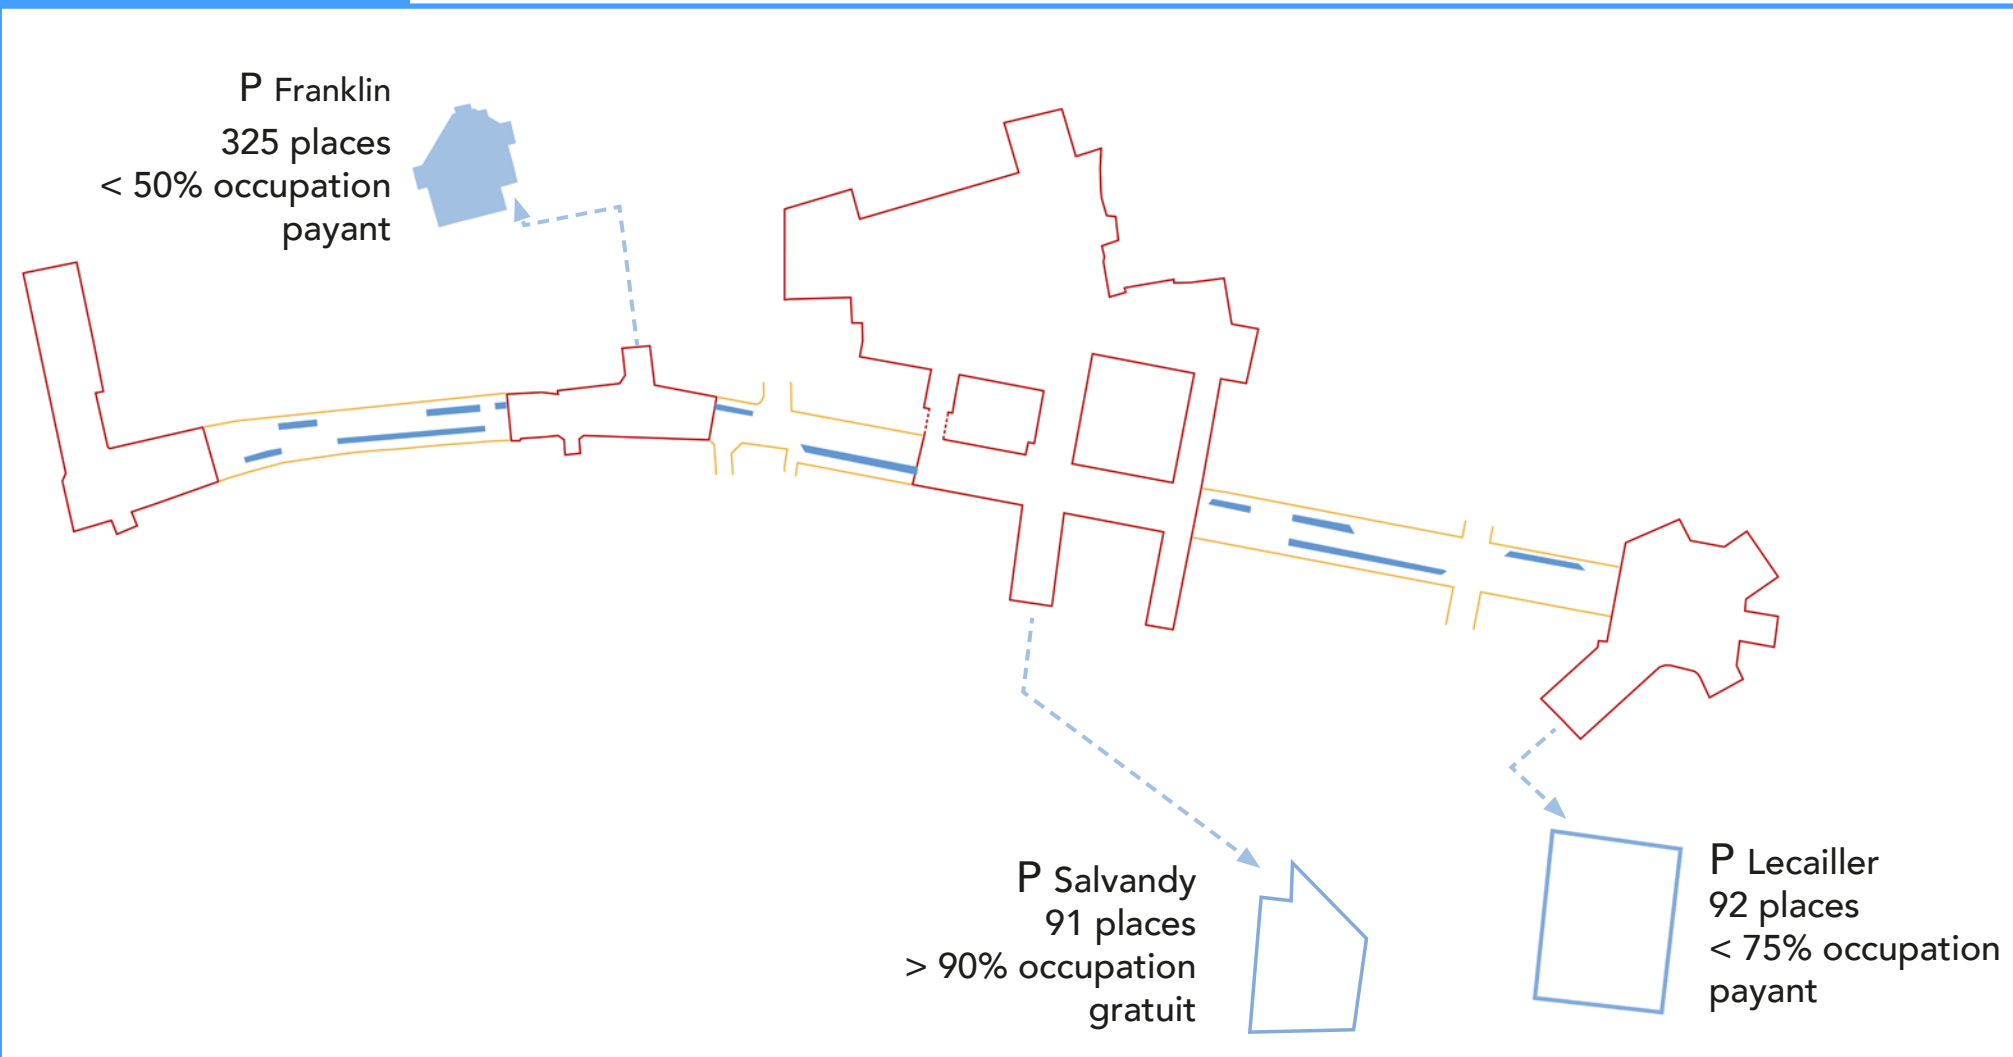 P Franklin
325 places
< 50% occupation
payant
P Salvandy
91 places
> 90% occupation
gratuit
P Lecailler
92 places
< 75% occupation
payant